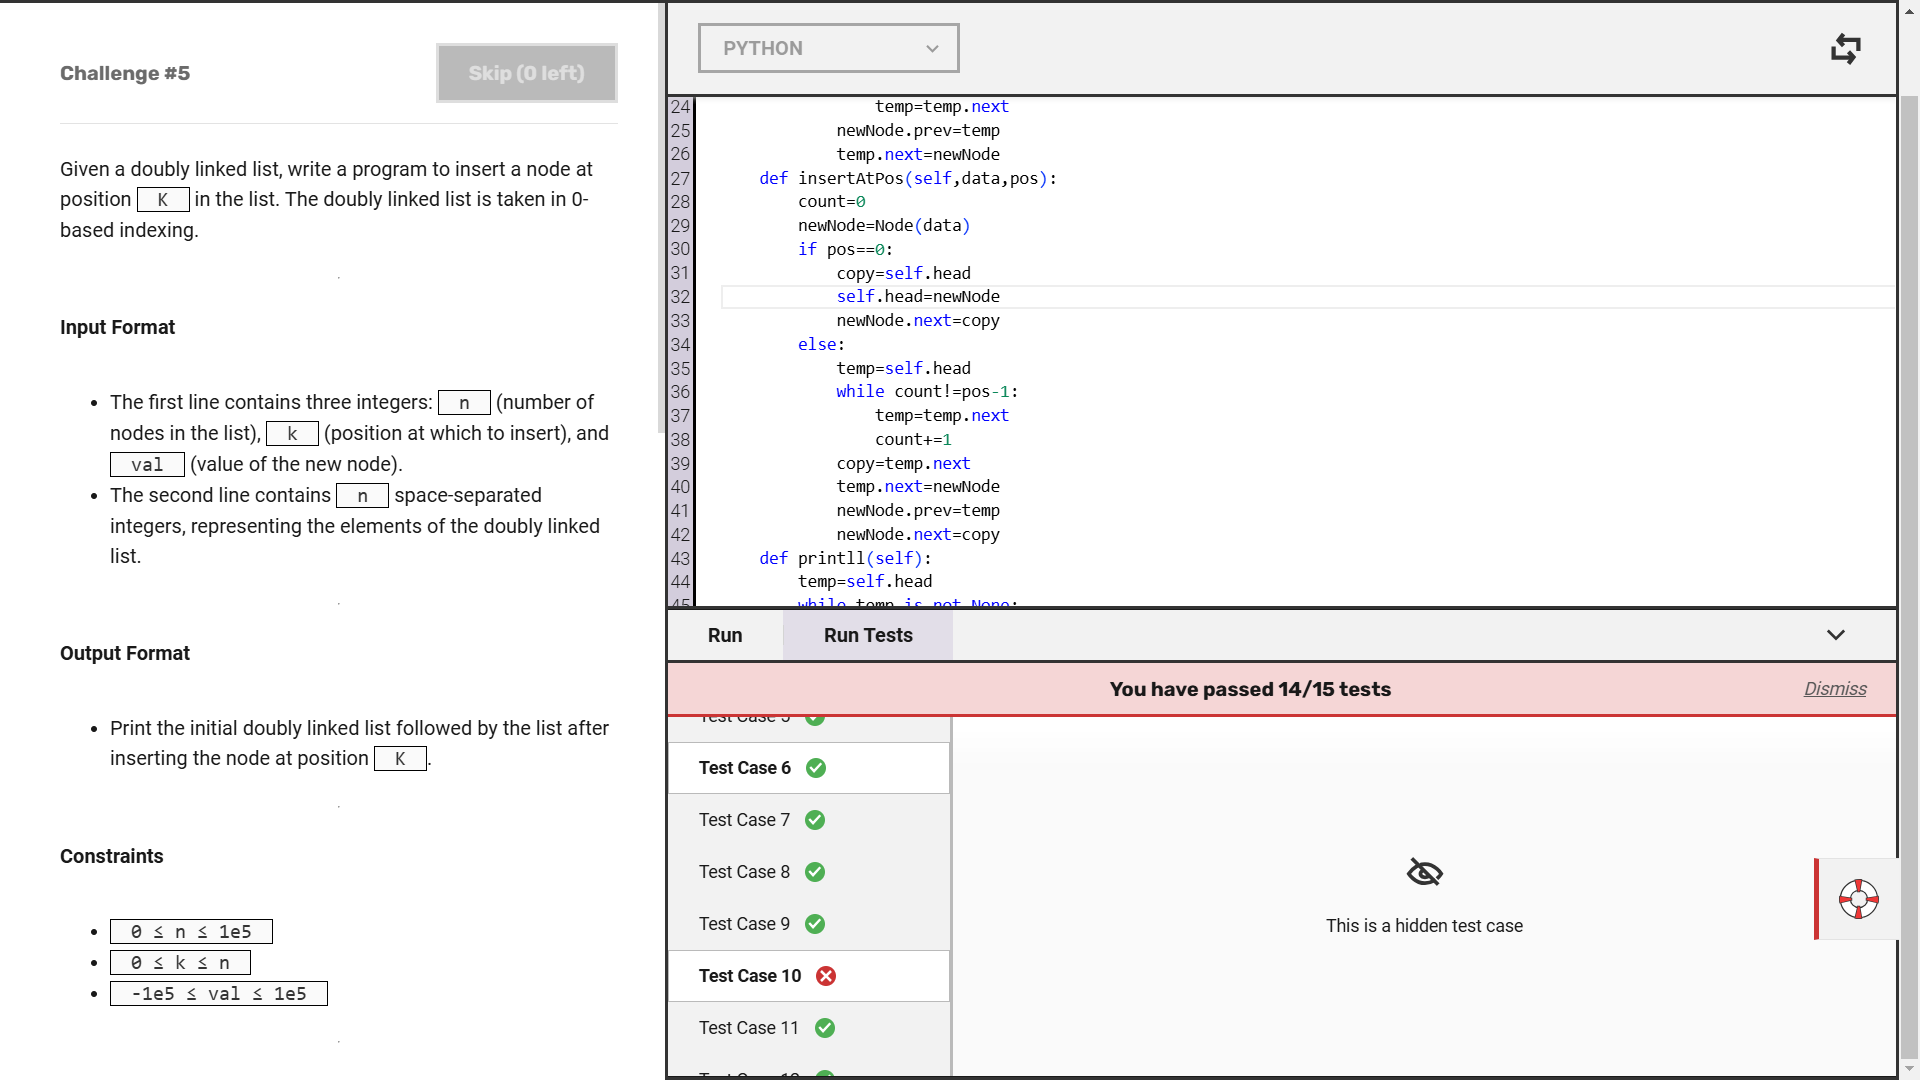 Challenge #5
Skip (0 left)
Given a doubly linked list, write a program to insert a node at
position K in the list. The doubly linked list is taken in 0-
based indexing.
Input Format
• The first line contains three integers: n (number of
nodes in the list), k (position at which to insert), and
val (value of the new node).
• The second line contains n space-separated
integers, representing the elements of the doubly linked
list.
Output Format
• Print the initial doubly linked list followed by the list after
inserting the node at position K.
Constraints
• 0 ≤ n ≤ 1e5
• 0 ≤ k ≤ n
• -1e5 ≤ val ≤ 1e5
PYTHON
24                 temp=temp.next
25             newNode.prev=temp
26             temp.next=newNode
27     def insertAtPos(self,data,pos):
28         count=0
29         newNode=Node(data)
30         if pos==0:
31             copy=self.head
32             self.head=newNode
33             newNode.next=copy
34         else:
35             temp=self.head
36             while count!=pos-1:
37                 temp=temp.next
38                 count+=1
39             copy=temp.next
40             temp.next=newNode
41             newNode.prev=temp
42             newNode.next=copy
43     def printll(self):
44         temp=self.head
45         while temp is not None:
Run
Run Tests
You have passed 14/15 tests
Dismiss
Test Case 5
Test Case 6
Test Case 7
Test Case 8
Test Case 9
Test Case 10
Test Case 11
Test Case 12
This is a hidden test case